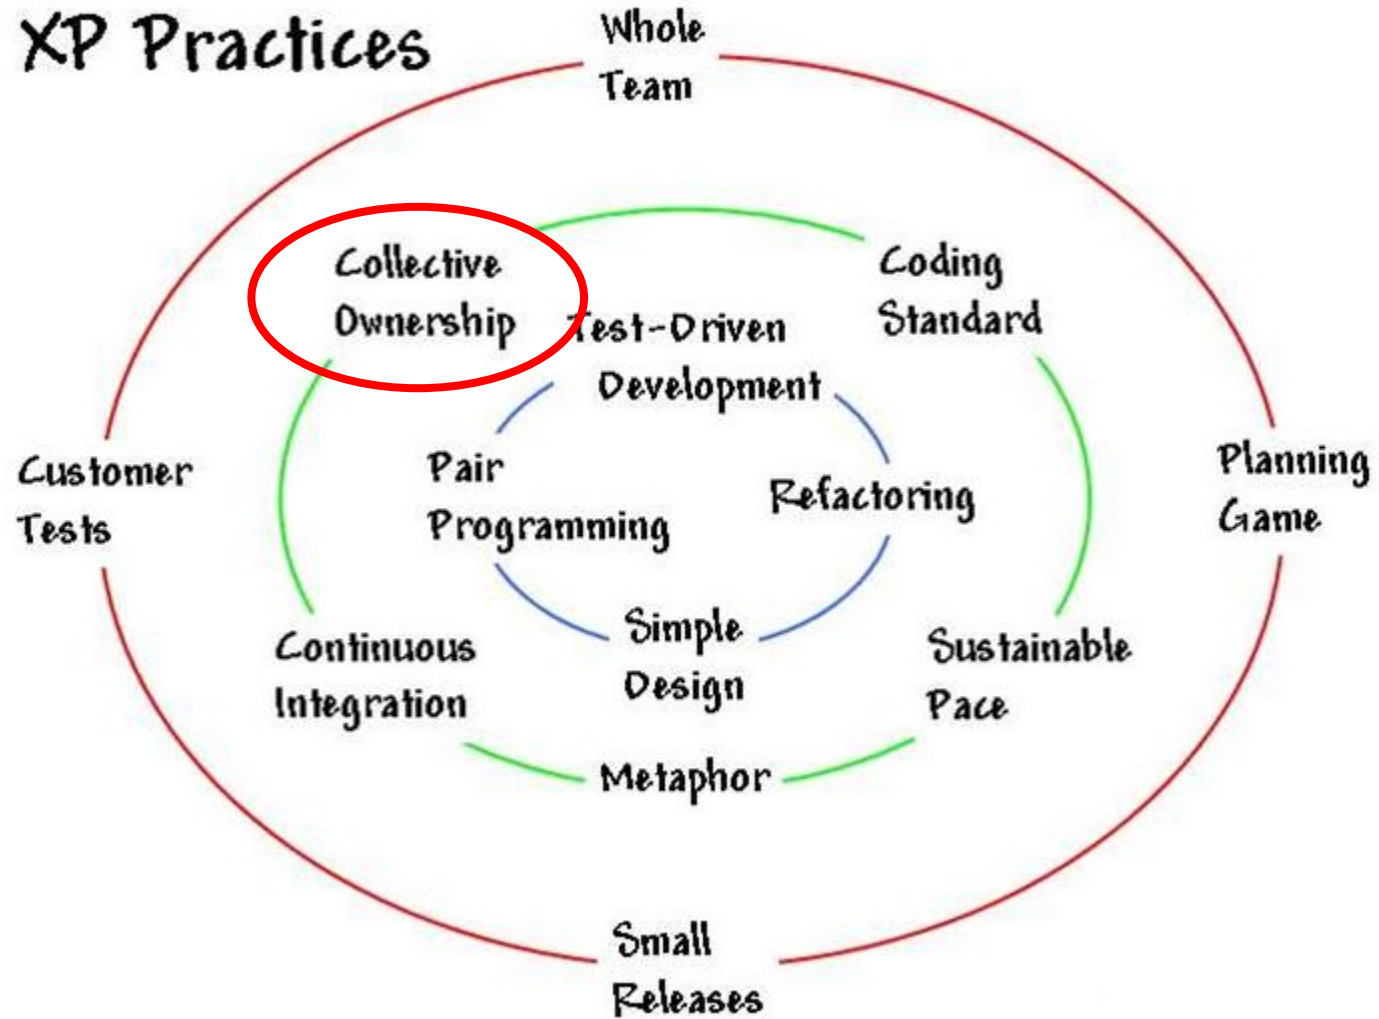 XP Practices
Whole
Team
Collective
Ownership
Coding
Standard
Test-Driven
Development
Customer
Tests
Pair
Programming
Refactoring
Planning
Game
Continuous
Integration
Simple
Design
Sustainable
Pace
Metaphor
Small
Releases